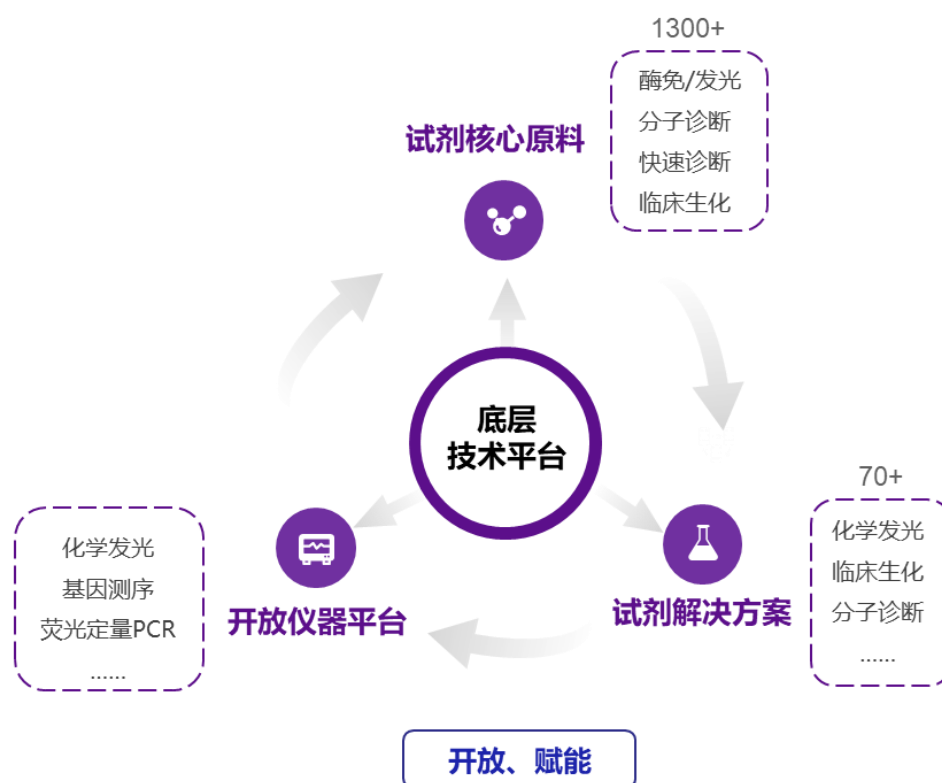 1300+
酶免/发光
分子诊断
快速诊断
临床生化
试剂核心原料
底层
技术平台
70+
化学发光
临床生化
分子诊断
......
试剂解决方案
化学发光
基因测序
荧光定量PCR
......
开放仪器平台
开放、赋能